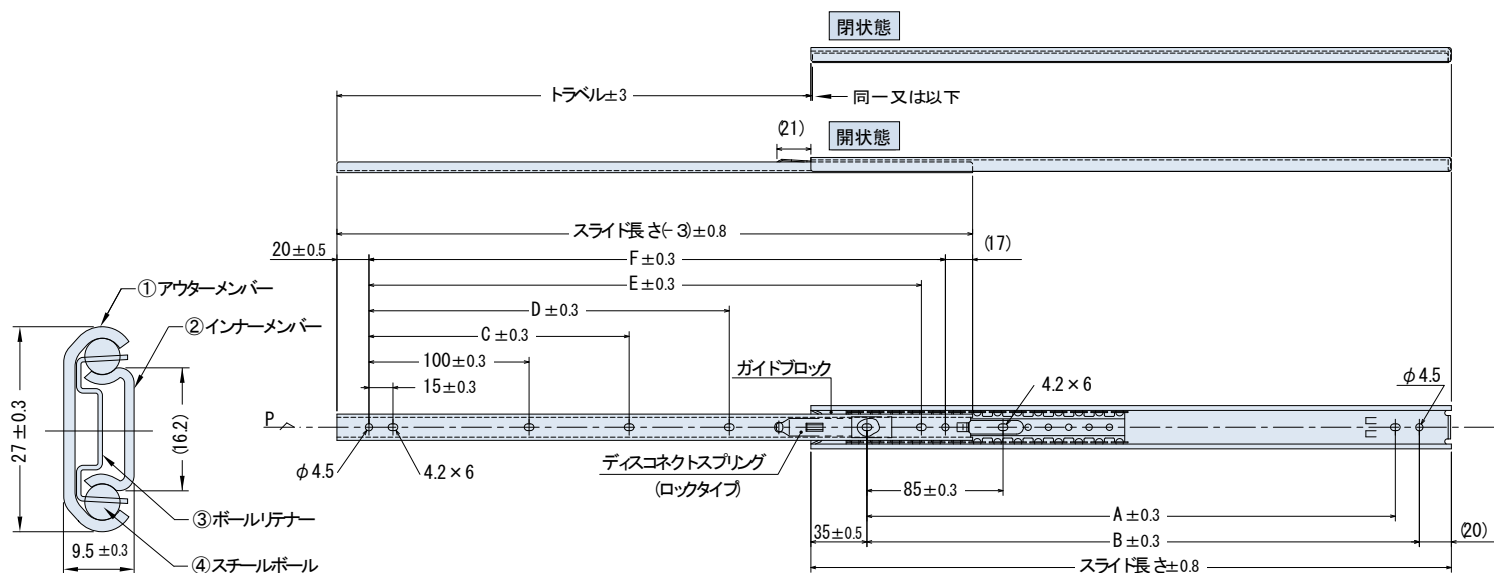 閉状態
トラベル±3
同一又は以下
(21)
開状態
スライド長さ(-3)±0.8
20±0.5
(17)
F±0.3
E±0.3
D±0.3
C±0.3
100±0.3
15±0.3
①アウターメンバー
②インナーメンバー
27±0.3
(16.2)
③ボールリテナー
9.5±0.3
④スチールボール
P
φ4.5
4.2×6
ガイドブロック
4.2×6
φ4.5
ディスコネクトスプリング
(ロックタイプ)
85±0.3
A±0.3
35±0.5
B±0.3
(20)
スライド長さ±0.8